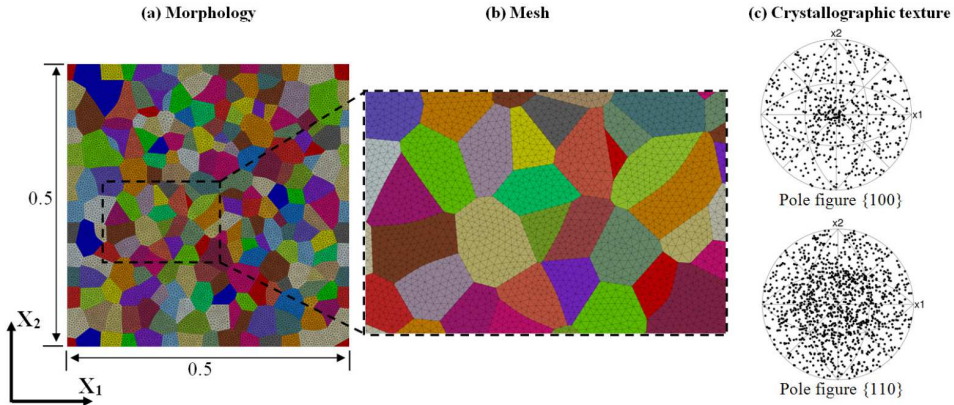 (a) Morphology
(b) Mesh
(c) Crystallographic texture
0.5
X2
X1
0.5
x2
x1
Pole figure {100}
x2
x1
Pole figure {110}